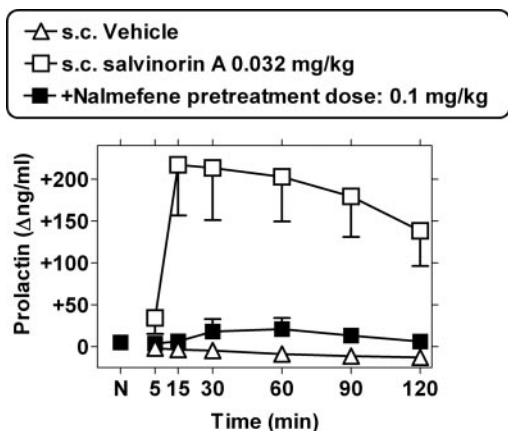 s.c. Vehicle
s.c. salvinorin A 0.032 mg/kg
+Nalmefene pretreatment dose: 0.1 mg/kg
Prolactin (Δng/ml)
+200
+150
+100
+50
0
N 5 15 30 60 90 120
Time (min)